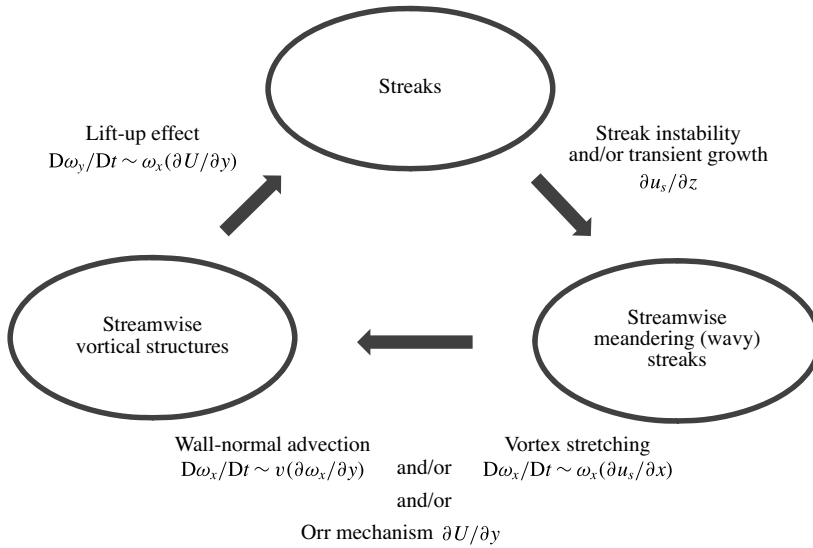 Streaks
Lift-up effect
Dω_y/Dt ~ ω_x(∂U/∂y)
Streak instability
and/or transient growth
∂u_s/∂z
Streamwise
vortical structures
Streamwise
meandering (wavy)
streaks
Wall-normal advection
Dω_x/Dt ~ v(∂ω_x/∂y)
and/or
Vortex stretching
Dω_x/Dt ~ ω_x(∂u_s/∂x)
and/or
Orr mechanism ∂U/∂y